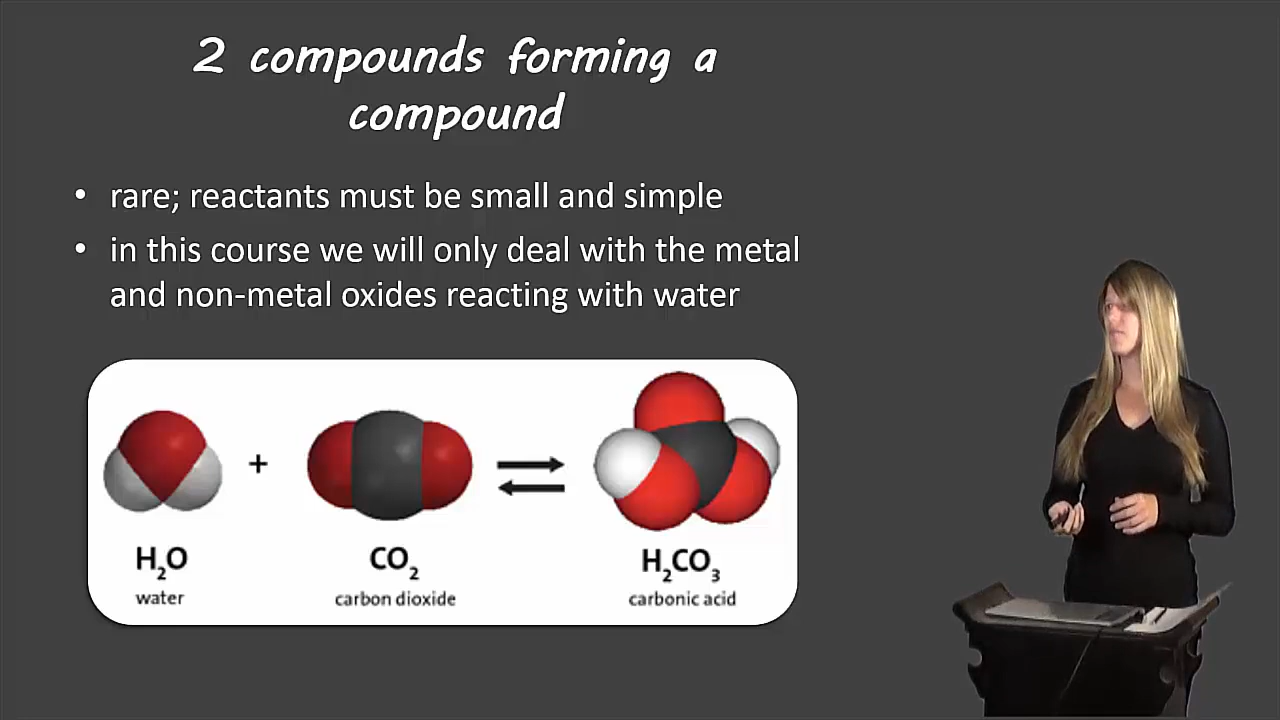 2 compounds forming a
compound
• rare; reactants must be small and simple
• in this course we will only deal with the metal
and non-metal oxides reacting with water
+
H₂O
CO₂
H₂CO₃
water
carbon dioxide
carbonic acid